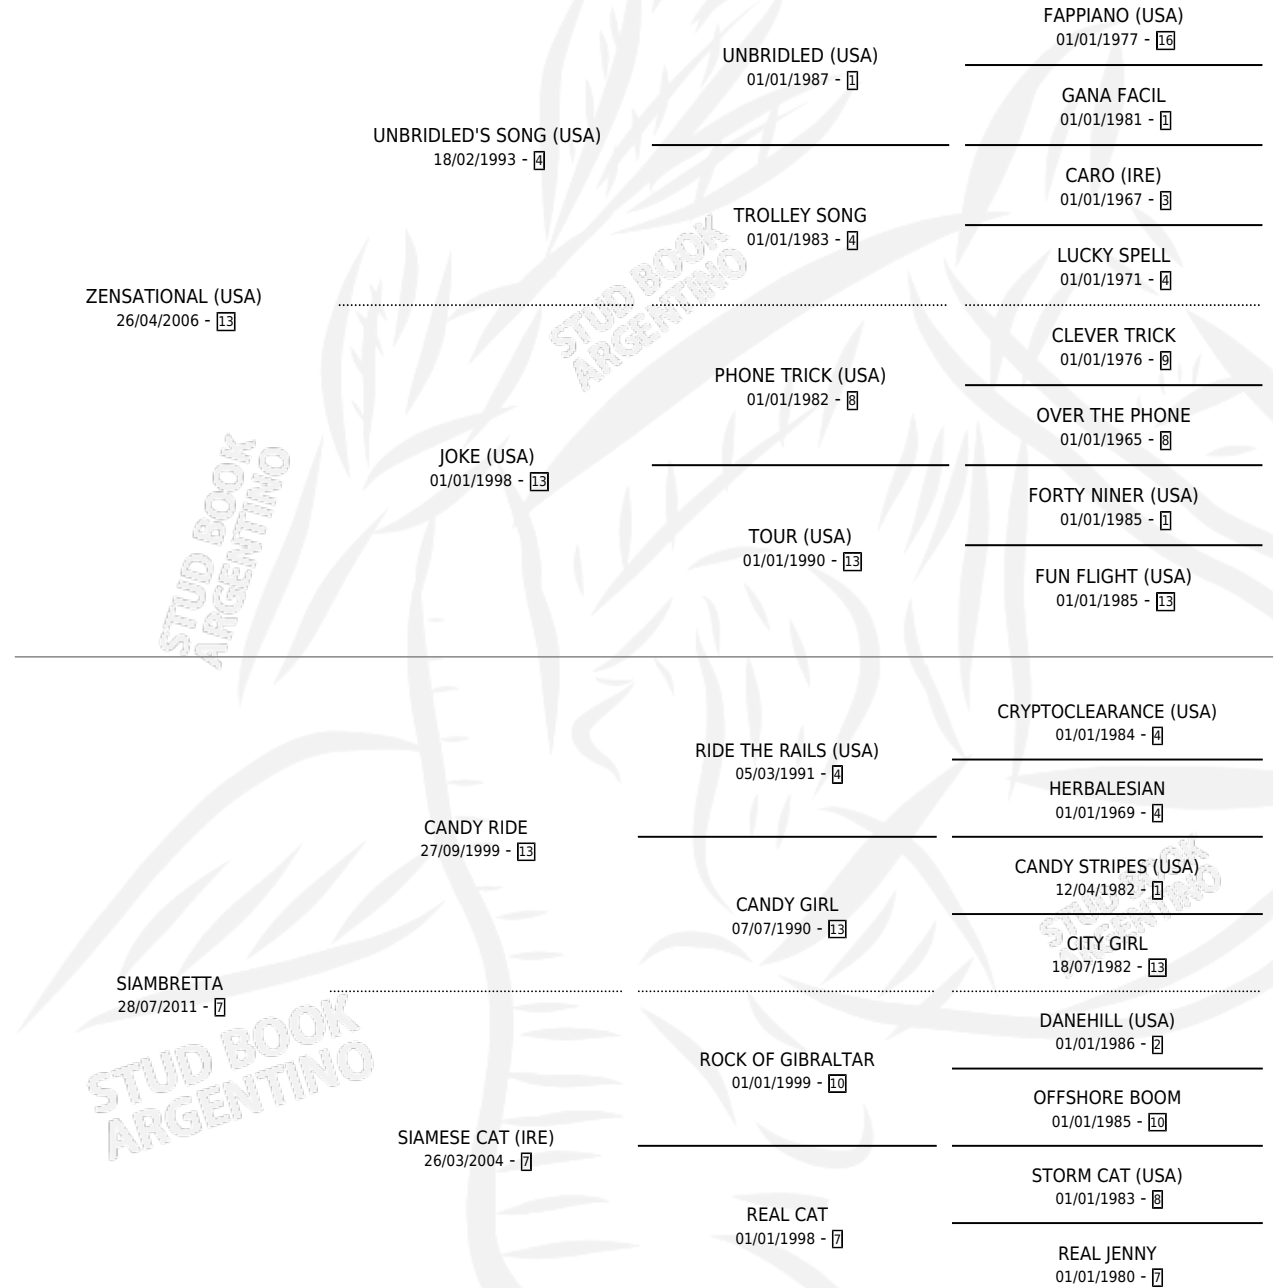 FAPPIANO (USA)
01/01/1977 - 16
UNBRIDLED (USA)
01/01/1987 - 1
GANA FACIL
01/01/1981 - 1
UNBRIDLED'S SONG (USA)
18/02/1993 - 4
CARO (IRE)
01/01/1967 - 3
TROLLEY SONG
01/01/1983 - 4
LUCKY SPELL
01/01/1971 - 4
ZENSATIONAL (USA)
26/04/2006 - 13
CLEVER TRICK
01/01/1976 - 9
PHONE TRICK (USA)
01/01/1982 - 8
OVER THE PHONE
01/01/1965 - 8
JOKE (USA)
01/01/1998 - 13
FORTY NINER (USA)
01/01/1985 - 1
TOUR (USA)
01/01/1990 - 13
FUN FLIGHT (USA)
01/01/1985 - 13
CRYPTOCLEARANCE (USA)
01/01/1984 - 4
RIDE THE RAILS (USA)
05/03/1991 - 4
HERBALESIAN
01/01/1969 - 4
CANDY RIDE
27/09/1999 - 13
CANDY STRIPES (USA)
12/04/1982 - 1
CANDY GIRL
07/07/1990 - 13
CITY GIRL
18/07/1982 - 13
SIAMBRETTA
28/07/2011 - 7
DANEHILL (USA)
01/01/1986 - 2
ROCK OF GIBRALTAR
01/01/1999 - 10
OFFSHORE BOOM
01/01/1985 - 10
SIAMESE CAT (IRE)
26/03/2004 - 7
STORM CAT (USA)
01/01/1983 - 8
REAL CAT
01/01/1998 - 7
REAL JENNY
01/01/1980 - 7
STUD BOOK
ARGENTINO
STUD BOOK
ARGENTINO
STUD BOOK
ARGENTINO
STUD BOOK
ARGENTINO